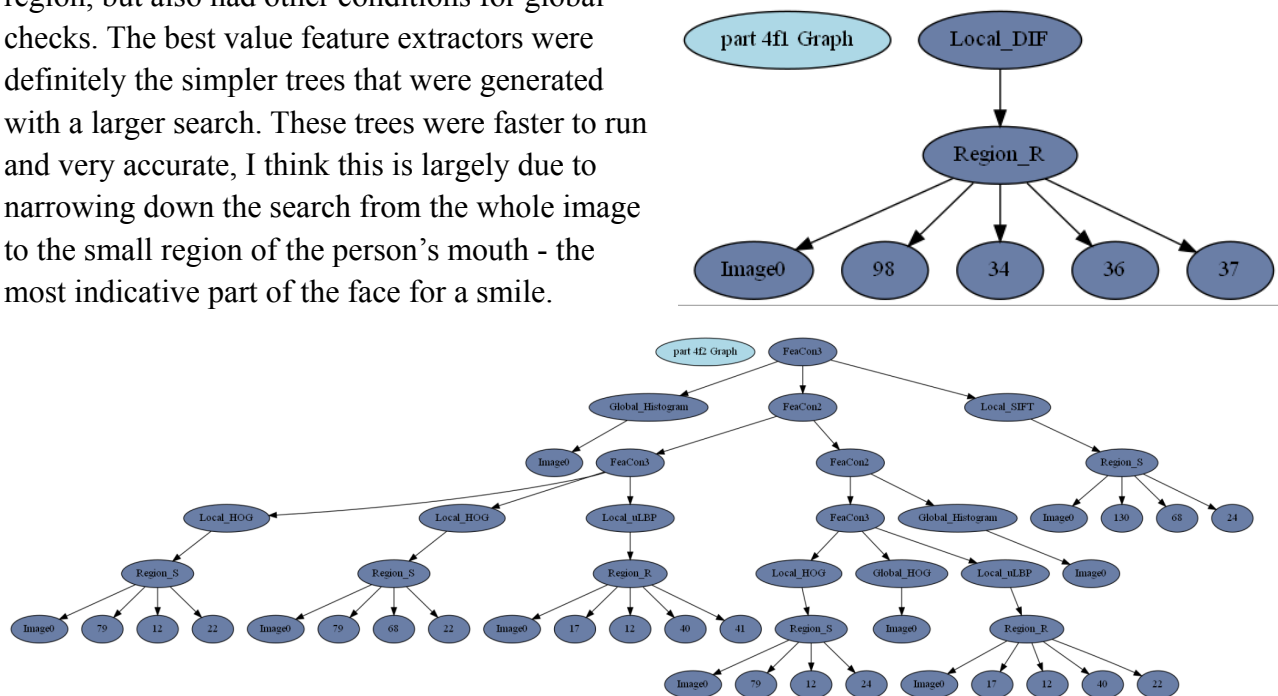 region, but also had other conditions for global
checks. The best value feature extractors were
definitely the simpler trees that were generated
with a larger search. These trees were faster to run
and very accurate, I think this is largely due to
narrowing down the search from the whole image
to the small region of the person's mouth - the
most indicative part of the face for a smile.
part 4f1 Graph Local_DIF
Region_R
Image0 98 34 36 37
part 4f2 Graph FeaCon3
Global_Histogram FeaCon2 Local_SIFT
Image0 FeaCon3 FeaCon2 Region_S
Local_HOG Local_HOG Local_uLBP FeaCon3 Global_Histogram Image0 130 68 24
Region_S Region_S Region_R Local_HOG Global_HOG Local_uLBP Image0
Image0 79 12 22 Image0 79 68 22 Image0 17 12 40 41 Region_S Image0 Region_R
Image0 79 12 24 Image0 17 12 40 22